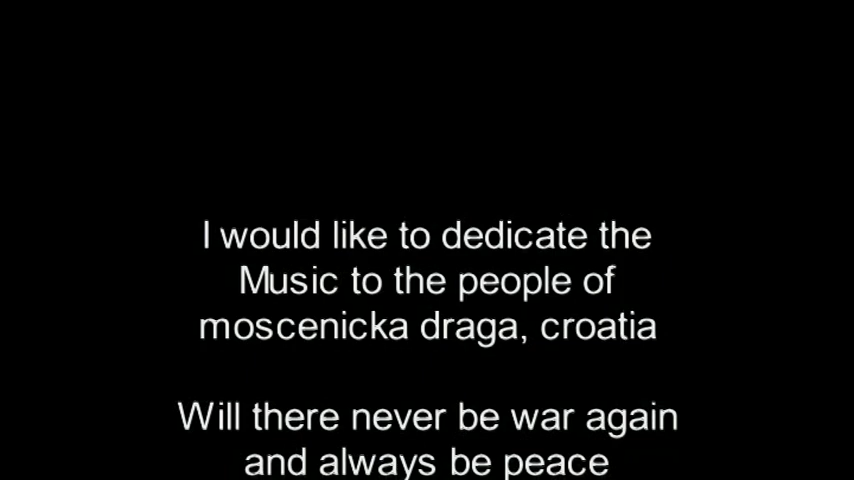 I would like to dedicate the
Music to the people of
moscenicka draga, croatia
Will there never be war again
and always be peace